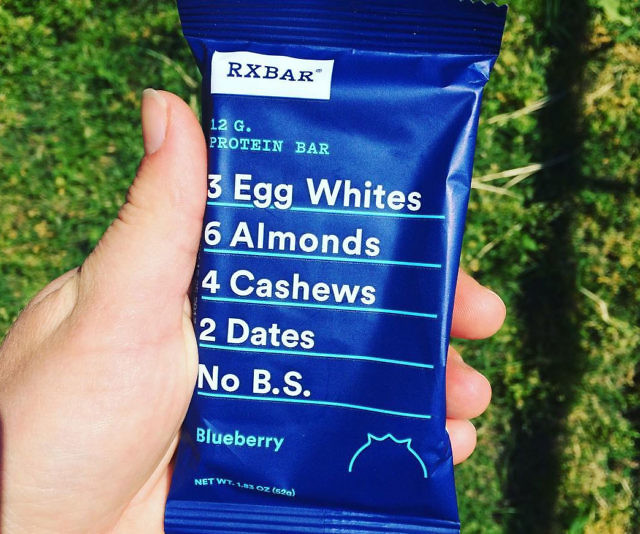 RXBAR®
12 G.
PROTEIN BAR
3 Egg Whites
6 Almonds
4 Cashews
2 Dates
No B.S.
Blueberry
NET WT. 1.83 OZ (52g)